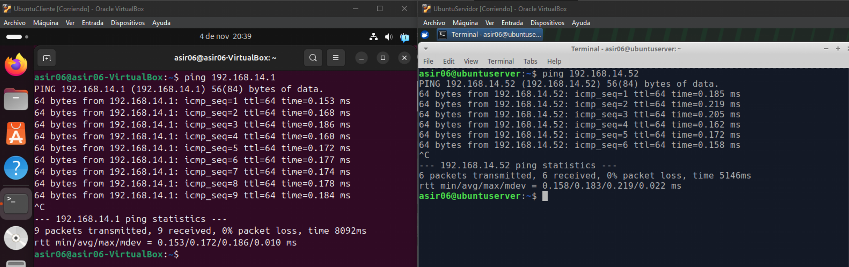 UbuntuCliente [Corriendo] - Oracle VirtualBox
Archivo Máquina Ver Entrada Dispositivos Ayuda
4 de nov 20:39
asir06@asir06-VirtualBox: ~
asir06@asir06-VirtualBox:~$ ping 192.168.14.1
PING 192.168.14.1 (192.168.14.1) 56(84) bytes of data.
64 bytes from 192.168.14.1: icmp_seq=1 ttl=64 time=0.153 ms
64 bytes from 192.168.14.1: icmp_seq=2 ttl=64 time=0.168 ms
64 bytes from 192.168.14.1: icmp_seq=3 ttl=64 time=0.186 ms
64 bytes from 192.168.14.1: icmp_seq=4 ttl=64 time=0.160 ms
64 bytes from 192.168.14.1: icmp_seq=5 ttl=64 time=0.172 ms
64 bytes from 192.168.14.1: icmp_seq=6 ttl=64 time=0.177 ms
64 bytes from 192.168.14.1: icmp_seq=7 ttl=64 time=0.174 ms
64 bytes from 192.168.14.1: icmp_seq=8 ttl=64 time=0.178 ms
64 bytes from 192.168.14.1: icmp_seq=9 ttl=64 time=0.184 ms
^C
--- 192.168.14.1 ping statistics ---
9 packets transmitted, 9 received, 0% packet loss, time 8092ms
rtt min/avg/max/mdev = 0.153/0.172/0.186/0.010 ms
asir06@asir06-VirtualBox:~$
UbuntuServidor [Corriendo] - Oracle VirtualBox
Archivo Máquina Ver Entrada Dispositivos Ayuda
Terminal - asir06@ubuntuse...
Terminal - asir06@ubuntuserver: ~
File Edit View Terminal Tabs Help
asir06@ubuntuserver:~$ ping 192.168.14.52
PING 192.168.14.52 (192.168.14.52) 56(84) bytes of data.
64 bytes from 192.168.14.52: icmp_seq=1 ttl=64 time=0.185 ms
64 bytes from 192.168.14.52: icmp_seq=2 ttl=64 time=0.219 ms
64 bytes from 192.168.14.52: icmp_seq=3 ttl=64 time=0.205 ms
64 bytes from 192.168.14.52: icmp_seq=4 ttl=64 time=0.162 ms
64 bytes from 192.168.14.52: icmp_seq=5 ttl=64 time=0.172 ms
64 bytes from 192.168.14.52: icmp_seq=6 ttl=64 time=0.158 ms
^C
--- 192.168.14.52 ping statistics ---
6 packets transmitted, 6 received, 0% packet loss, time 5146ms
rtt min/avg/max/mdev = 0.158/0.183/0.219/0.022 ms
asir06@ubuntuserver:~$